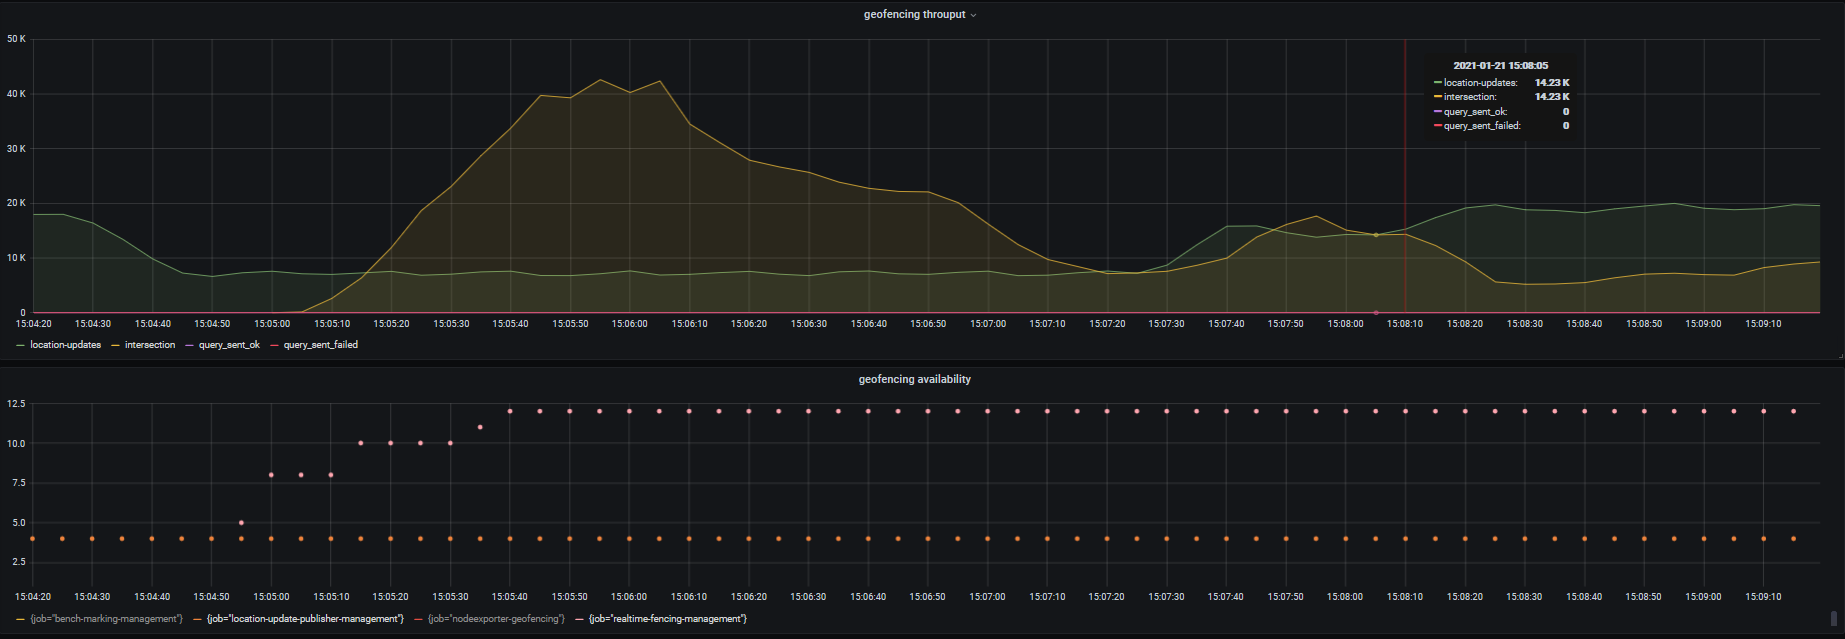 geofencing throuput
50 K
40 K
30 K
20 K
10 K
0
2021-01-21 15:08:05
location-updates: 14.23 K
intersection: 14.23 K
query_sent_ok: 0
query_sent_failed: 0
15:04:20 15:04:30 15:04:40 15:04:50 15:05:00 15:05:10 15:05:20 15:05:30 15:05:40 15:05:50 15:06:00 15:06:10 15:06:20 15:06:30 15:06:40 15:06:50 15:07:00 15:07:10 15:07:20 15:07:30 15:07:40 15:07:50 15:08:00 15:08:10 15:08:20 15:08:30 15:08:40 15:08:50 15:09:00 15:09:10
location-updates intersection query_sent_ok query_sent_failed
geofencing availability
12.5
10.0
7.5
5.0
2.5
15:04:20 15:04:30 15:04:40 15:04:50 15:05:00 15:05:10 15:05:20 15:05:30 15:05:40 15:05:50 15:06:00 15:06:10 15:06:20 15:06:30 15:06:40 15:06:50 15:07:00 15:07:10 15:07:20 15:07:30 15:07:40 15:07:50 15:08:00 15:08:10 15:08:20 15:08:30 15:08:40 15:08:50 15:09:00 15:09:10
{job="bench-marking-management"} {job="location-update-publisher-management"} {job="nodeexporter-geofencing"} {job="realtime-fencing-management"}